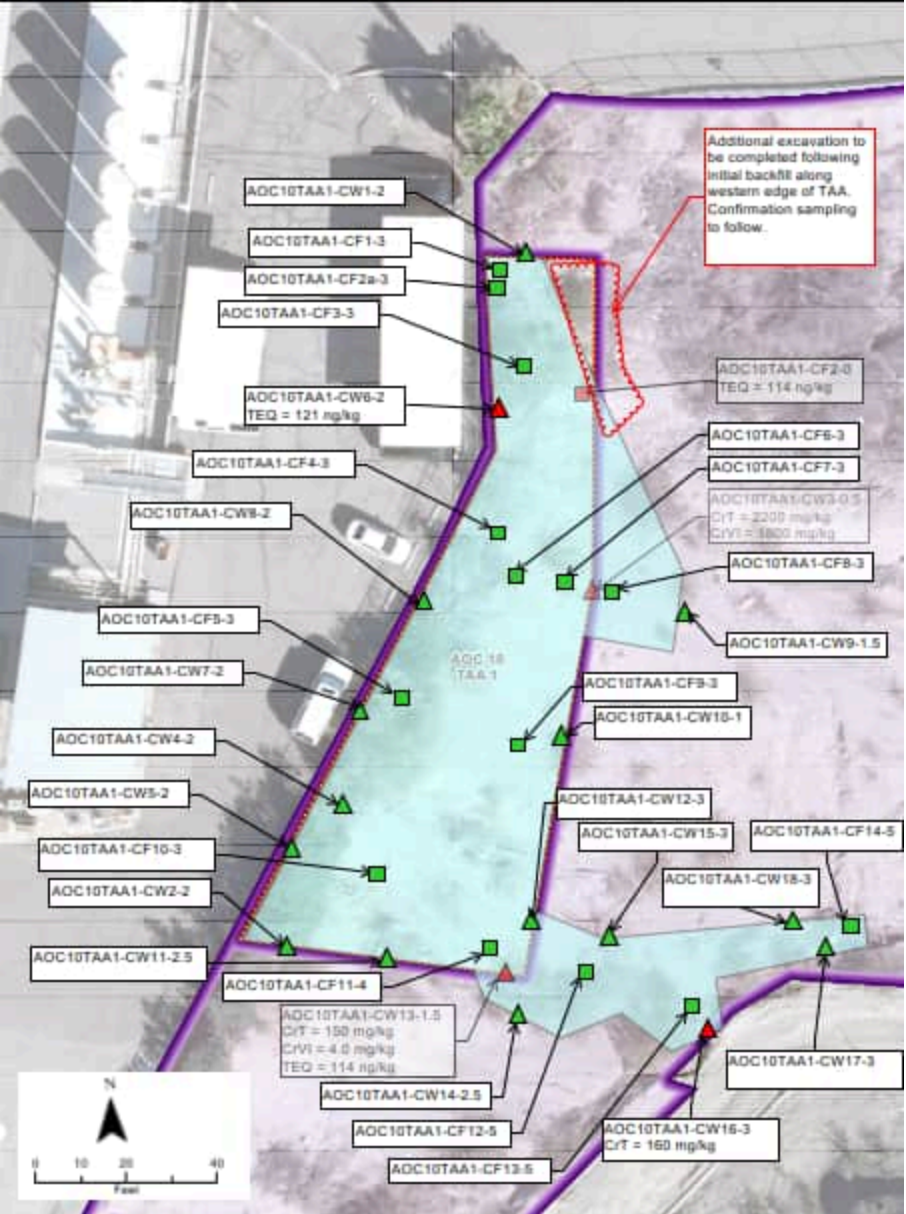 Additional excavation to
be completed following
initial backfill along
western edge of TAA.
Confirmation sampling
to follow.
AOC10TAA1-CW1-2
AOC10TAA1-CF1-3
AOC10TAA1-CF2a-3
AOC10TAA1-CF3-3
AOC10TAA1-CF2-0
TEQ = 114 ng/kg
AOC10TAA1-CW6-2
TEQ = 121 ng/kg
AOC10TAA1-CF6-3
AOC10TAA1-CF4-3
AOC10TAA1-CF7-3
AOC10TAA1-CW3-0.5
CrT = 2200 mg/kg
CrVI = 1800 mg/kg
AOC10TAA1-CW8-2
AOC10TAA1-CF8-3
AOC10TAA1-CF5-3
AOC10TAA1-CW9-1.5
AOC 10
TAA 1
AOC10TAA1-CW7-2
AOC10TAA1-CF9-3
AOC10TAA1-CW10-1
AOC10TAA1-CW4-2
AOC10TAA1-CW5-2
AOC10TAA1-CW12-3
AOC10TAA1-CW15-3
AOC10TAA1-CF14-5
AOC10TAA1-CF10-3
AOC10TAA1-CW18-3
AOC10TAA1-CW2-2
AOC10TAA1-CW11-2.5
AOC10TAA1-CF11-4
AOC10TAA1-CW13-1.5
CrT = 150 mg/kg
CrVI = 4.0 mg/kg
TEQ = 114 ng/kg
AOC10TAA1-CW17-3
AOC10TAA1-CW14-2.5
AOC10TAA1-CF12-5
AOC10TAA1-CW16-3
CrT = 160 mg/kg
AOC10TAA1-CF13-5
N
0 10 20 40
Feet